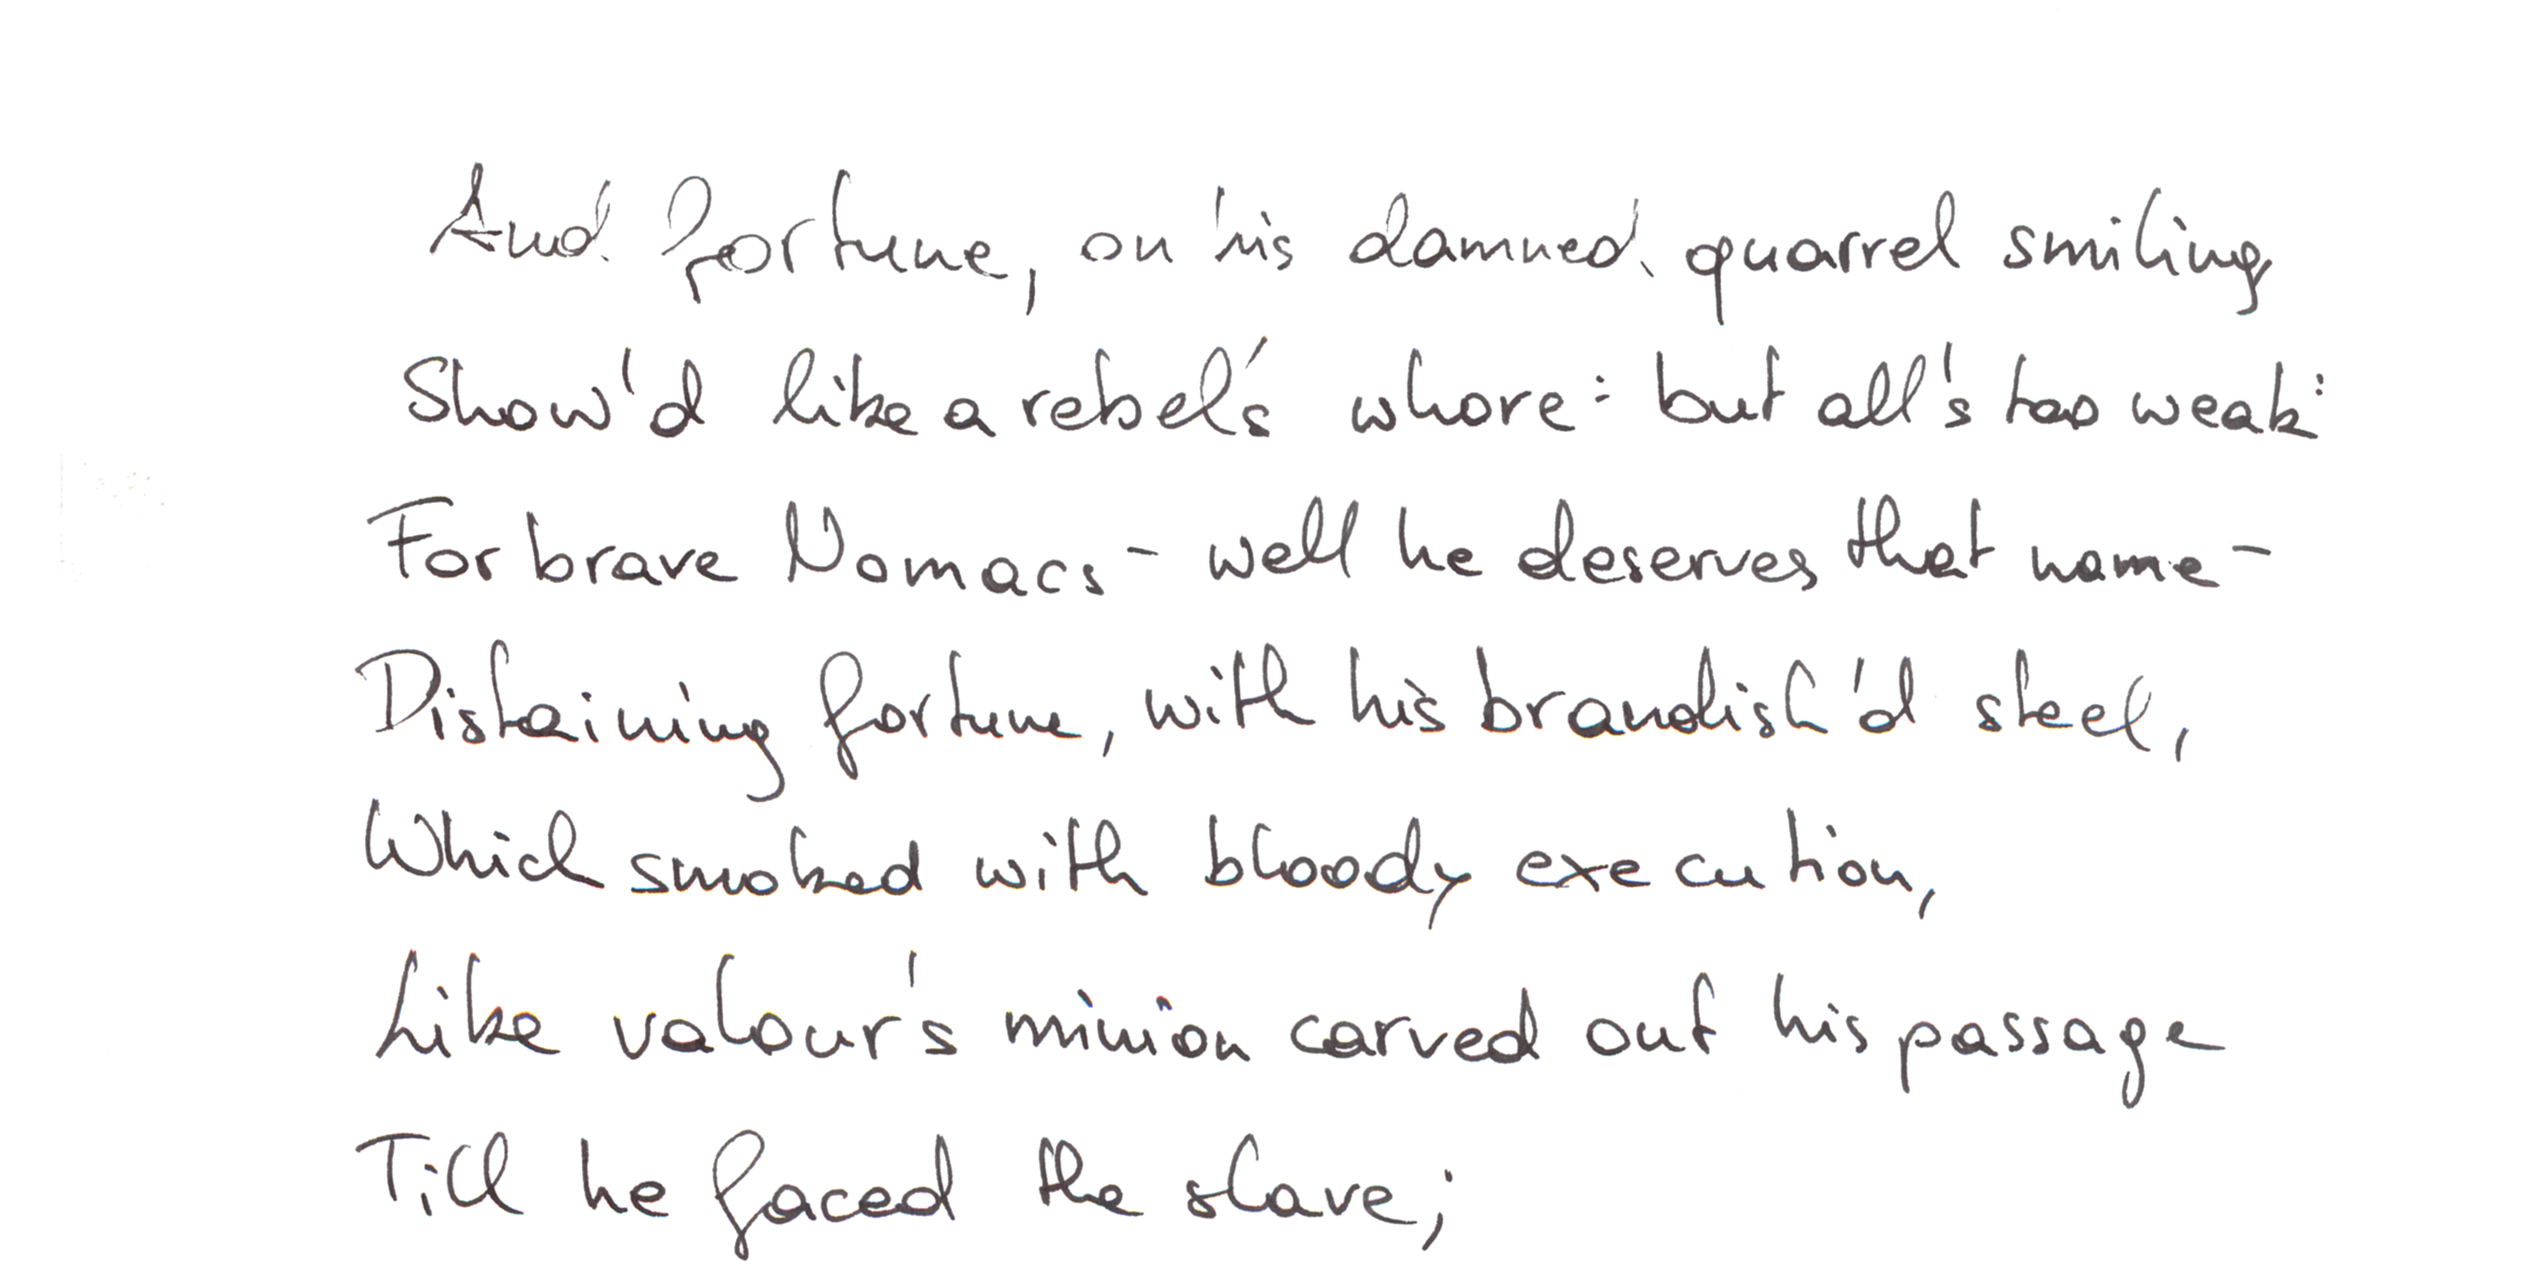 And fortune, on his damned quarrel smiling
Show'd like a rebel's whore: but all's too weak:
For brave Nomacs - well he deserves that name -
Distaining fortune, with his brandish'd steel,
Which smoked with bloody execution,
Like valour's minion carved out his passage
Till he faced the slave;